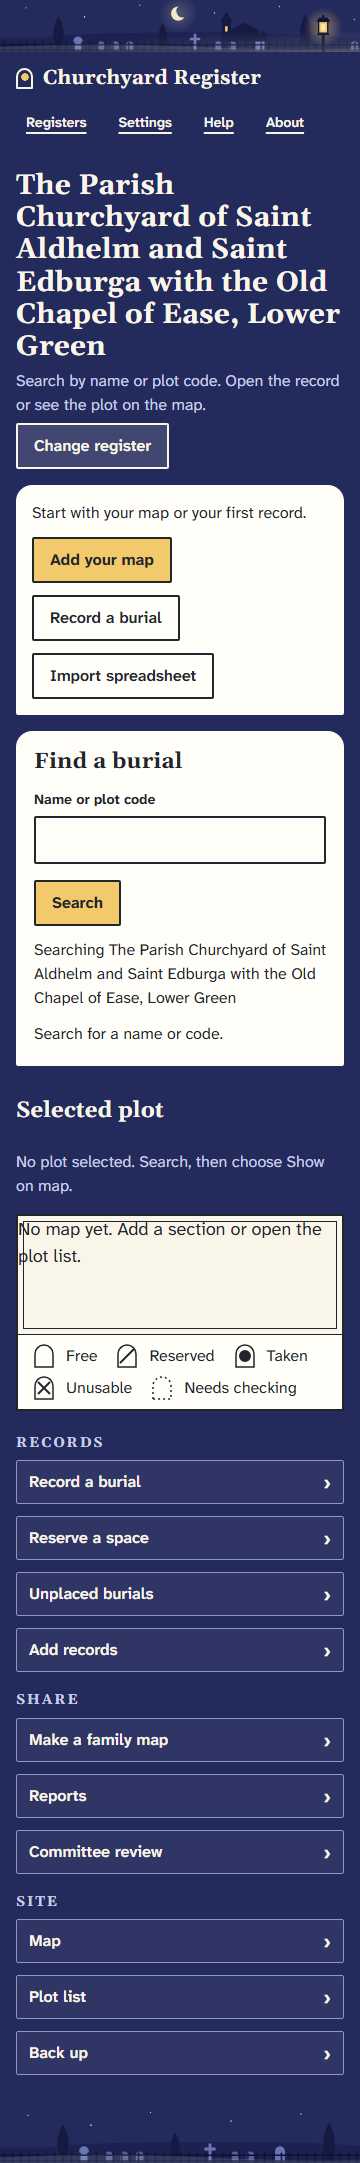 Churchyard Register
Registers Settings Help About
The Parish
Churchyard of Saint
Aldhelm and Saint
Edburga with the Old
Chapel of Ease, Lower
Green
Search by name or plot code. Open the record
or see the plot on the map.
Change register
Start with your map or your first record.
Add your map
Record a burial
Import spreadsheet
Find a burial
Name or plot code
Search
Searching The Parish Churchyard of Saint
Aldhelm and Saint Edburga with the Old
Chapel of Ease, Lower Green
Search for a name or code.
Selected plot
No plot selected. Search, then choose Show
on map.
No map yet. Add a section or open the
plot list.
Free Reserved Taken
Unusable Needs checking
RECORDS
Record a burial ›
Reserve a space ›
Unplaced burials ›
Add records ›
SHARE
Make a family map ›
Reports ›
Committee review ›
SITE
Map ›
Plot list ›
Back up ›